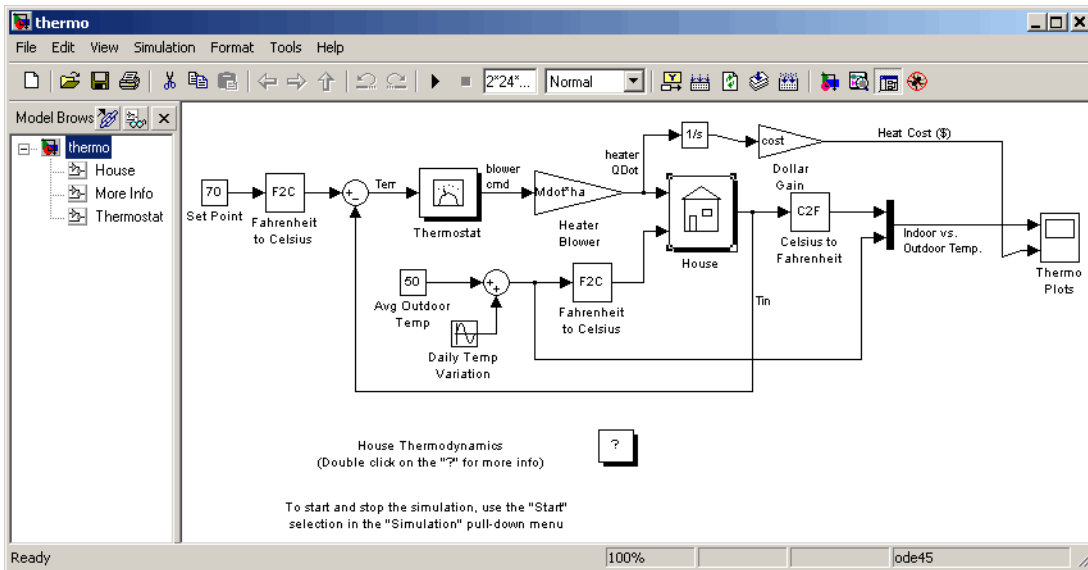 thermo
File Edit View Simulation Format Tools Help
2*24*... Normal
Model Brows
thermo
House
More Info
Thermostat
70
Set Point
F2C
Fahrenheit
to Celsius
+
-
Terr
Thermostat
blower
cmd
Mdot*ha
Heater
Blower
heater
QDot
1/s
cost
Dollar
Gain
Heat Cost ($)
House
C2F
Celsius to
Fahrenheit
Indoor vs.
Outdoor Temp.
Thermo
Plots
50
Avg Outdoor
Temp
+
+
Daily Temp
Variation
F2C
Fahrenheit
to Celsius
Tin
House Thermodynamics
(Double click on the "?" for more info)
?
To start and stop the simulation, use the "Start"
selection in the "Simulation" pull-down menu
Ready 100% ode45